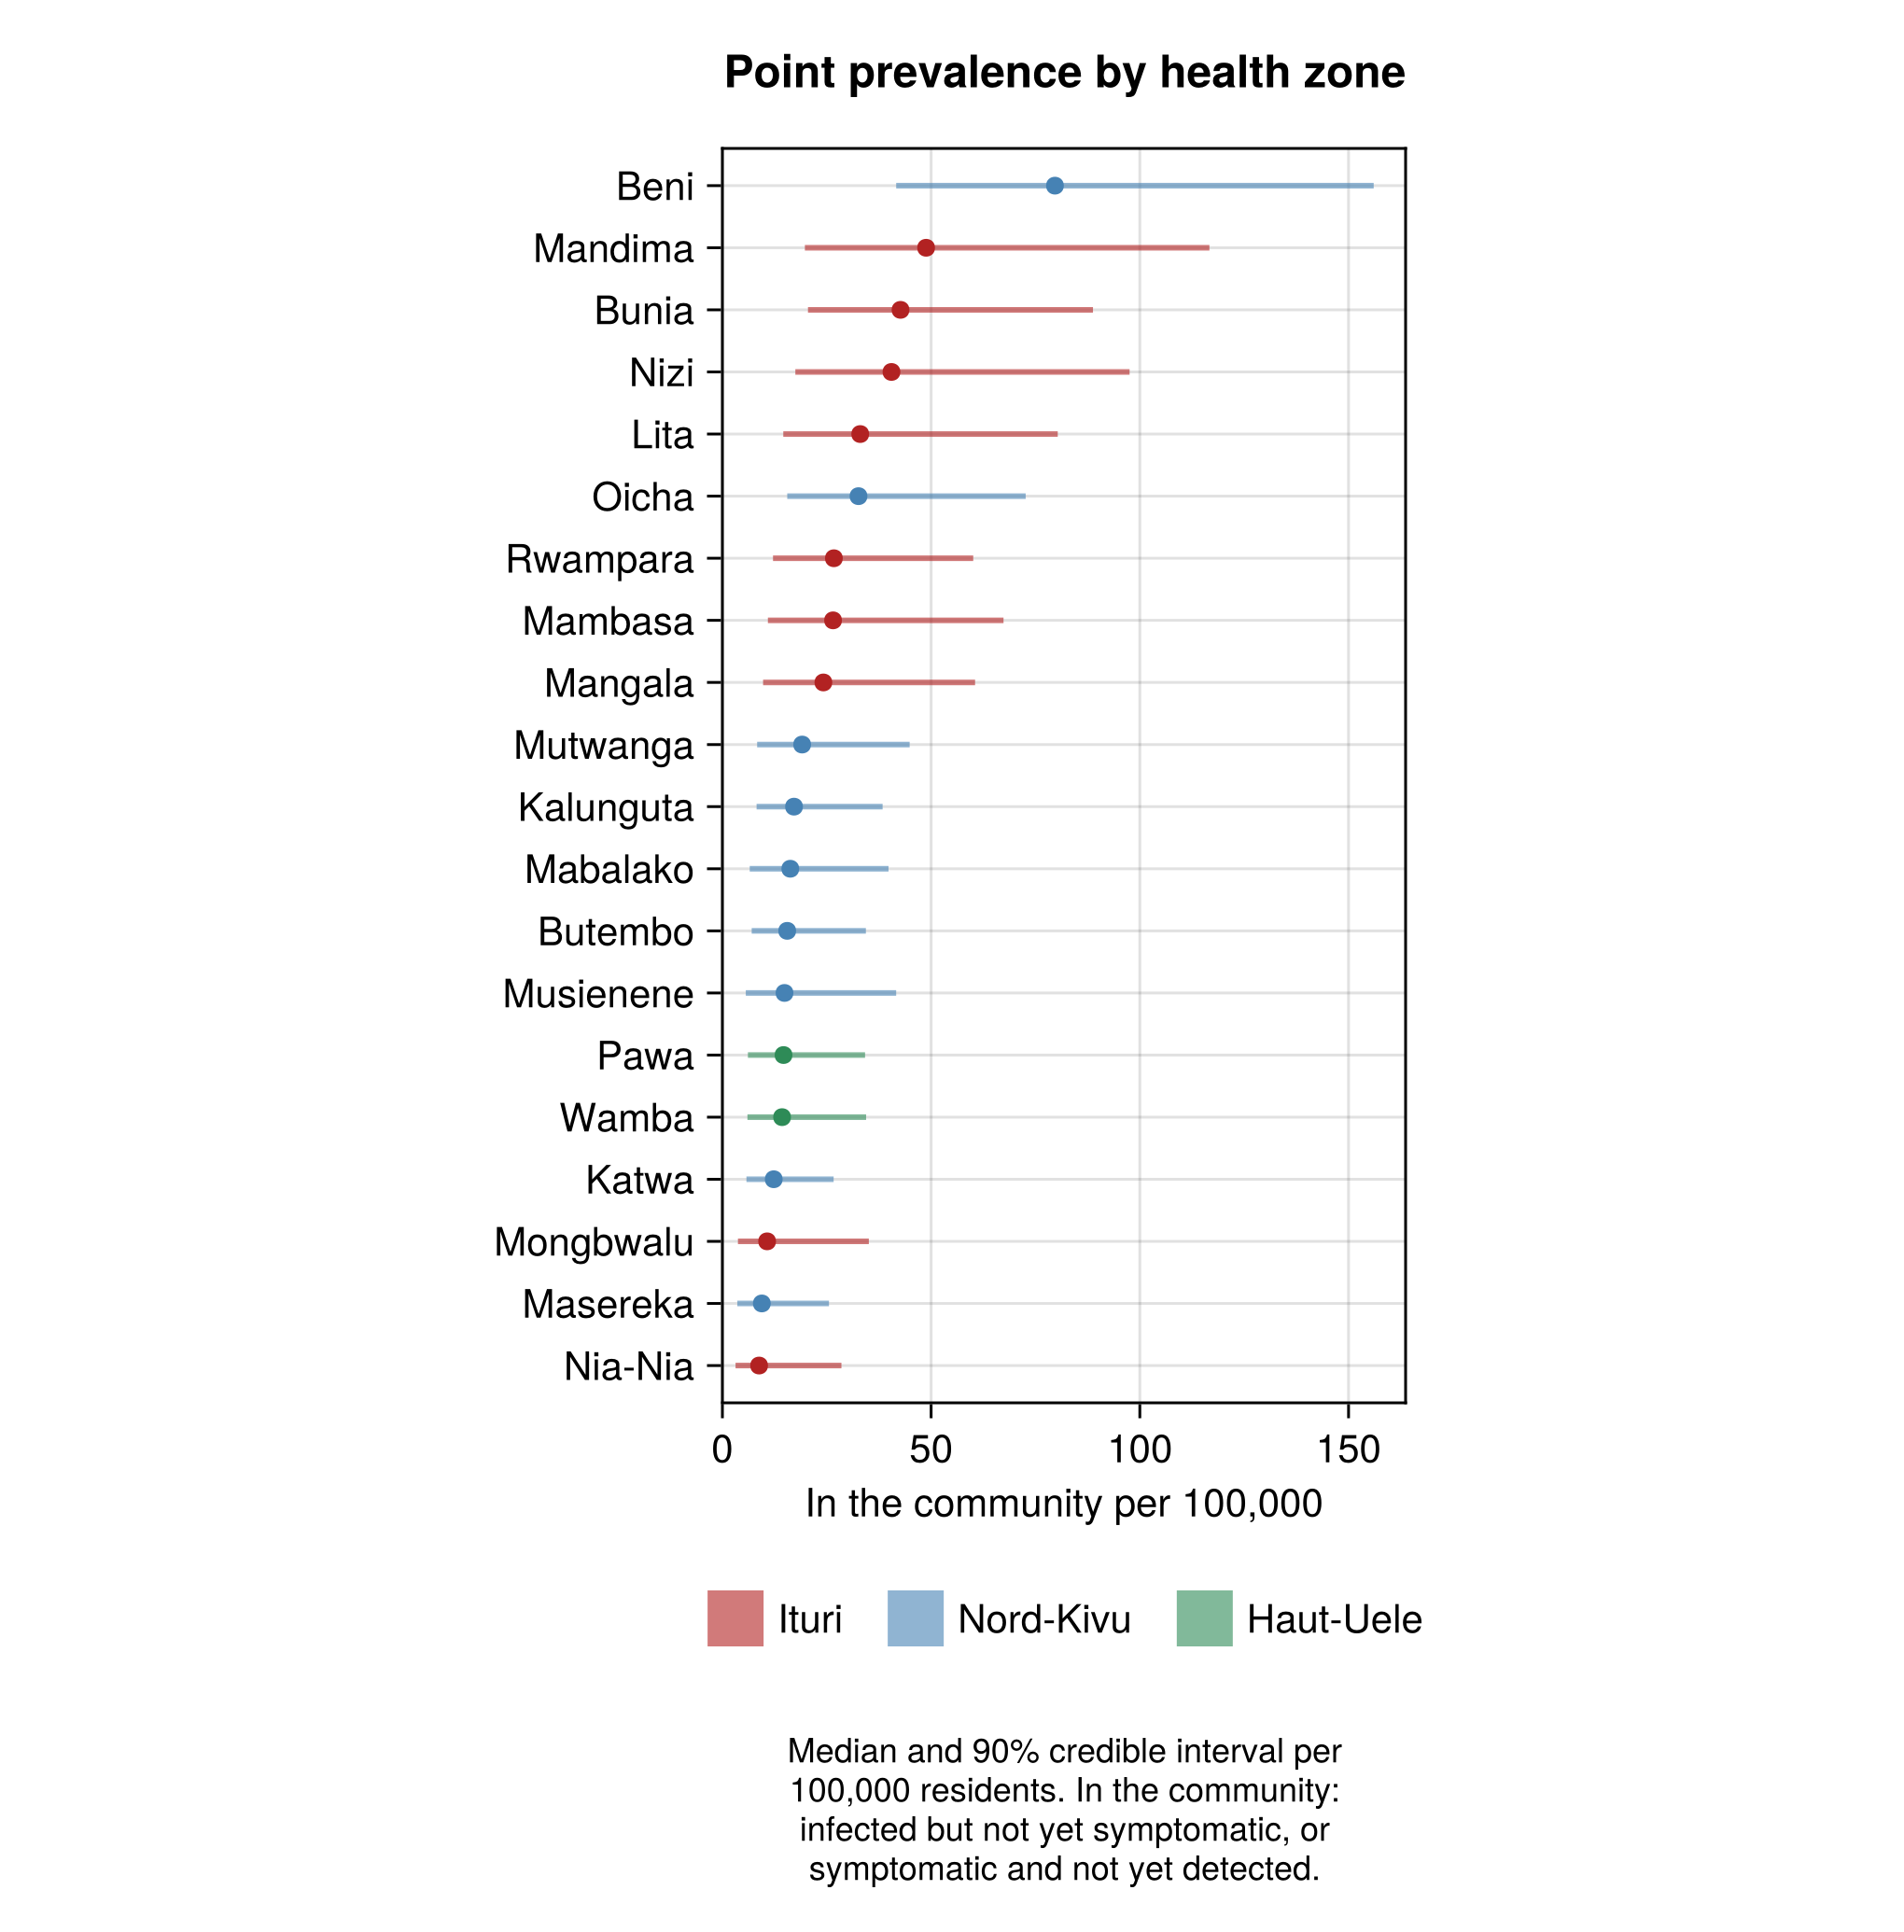 Point prevalence by health zone
Beni
Mandima
Bunia
Nizi
Lita
Oicha
Rwampara
Mambasa
Mangala
Mutwanga
Kalunguta
Mabalako
Butembo
Musienene
Pawa
Wamba
Katwa
Mongbwalu
Masereka
Nia-Nia
0 50 100 150
In the community per 100,000
Ituri Nord-Kivu Haut-Uele
Median and 90% credible interval per
100,000 residents. In the community:
infected but not yet symptomatic, or
symptomatic and not yet detected.